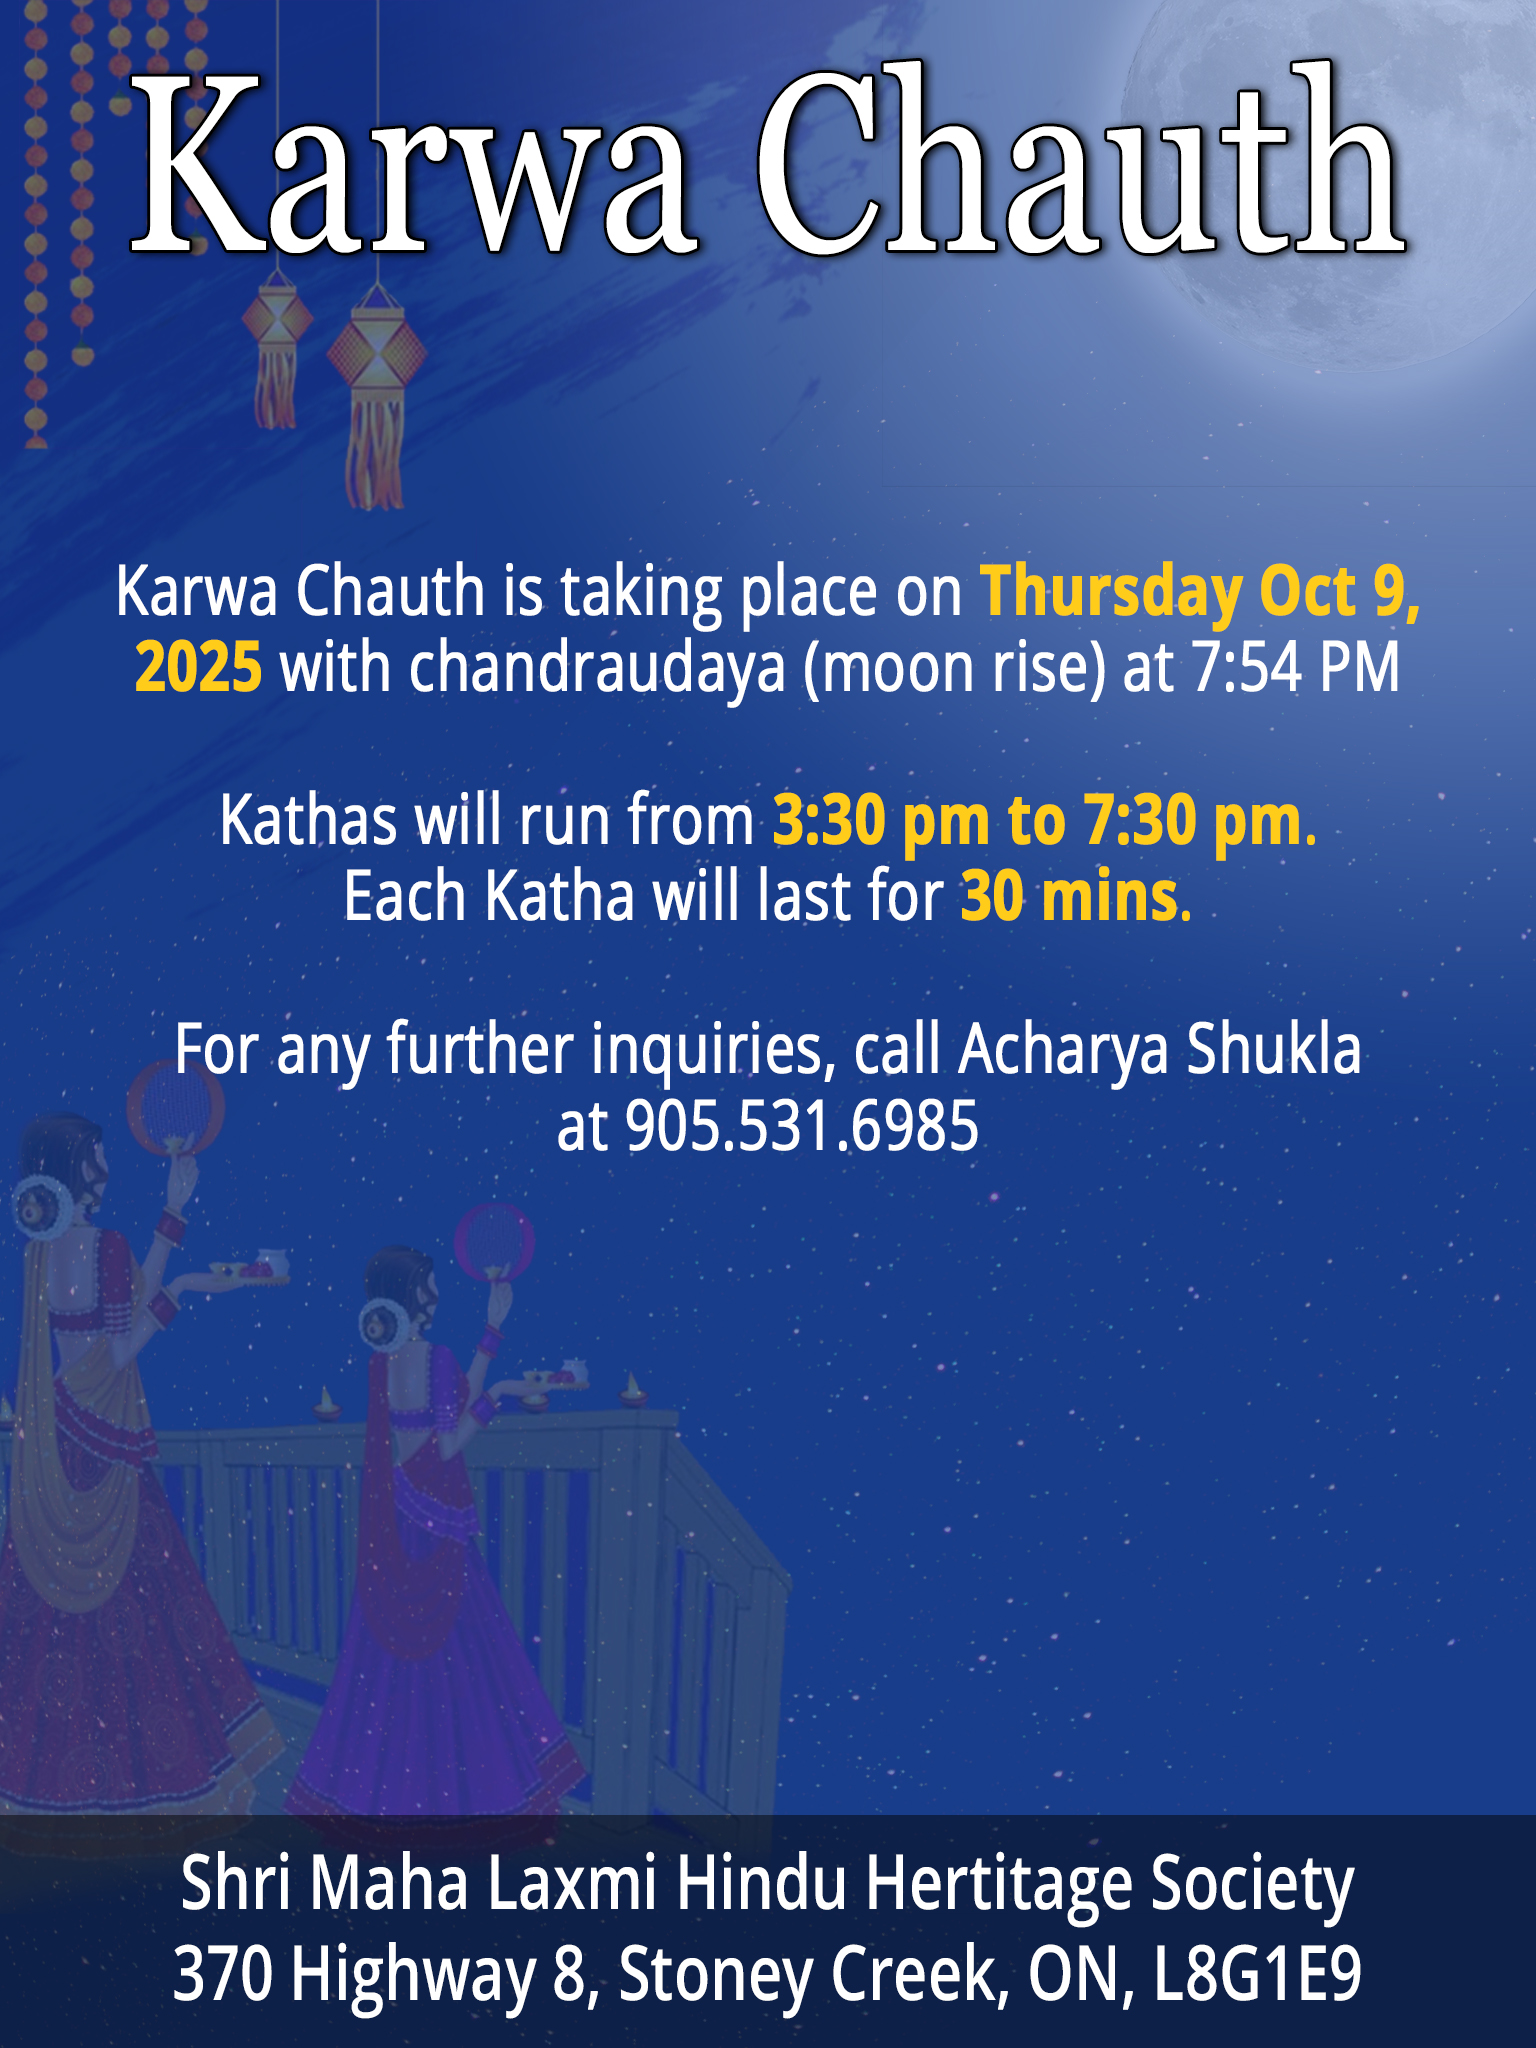 Karwa Chauth
Karwa Chauth is taking place on Thursday Oct 9,
2025 with chandraudaya (moon rise) at 7:54 PM
Kathas will run from 3:30 pm to 7:30 pm.
Each Katha will last for 30 mins.
For any further inquiries, call Acharya Shukla
at 905.531.6985
Shri Maha Laxmi Hindu Hertitage Society
370 Highway 8, Stoney Creek, ON, L8G1E9